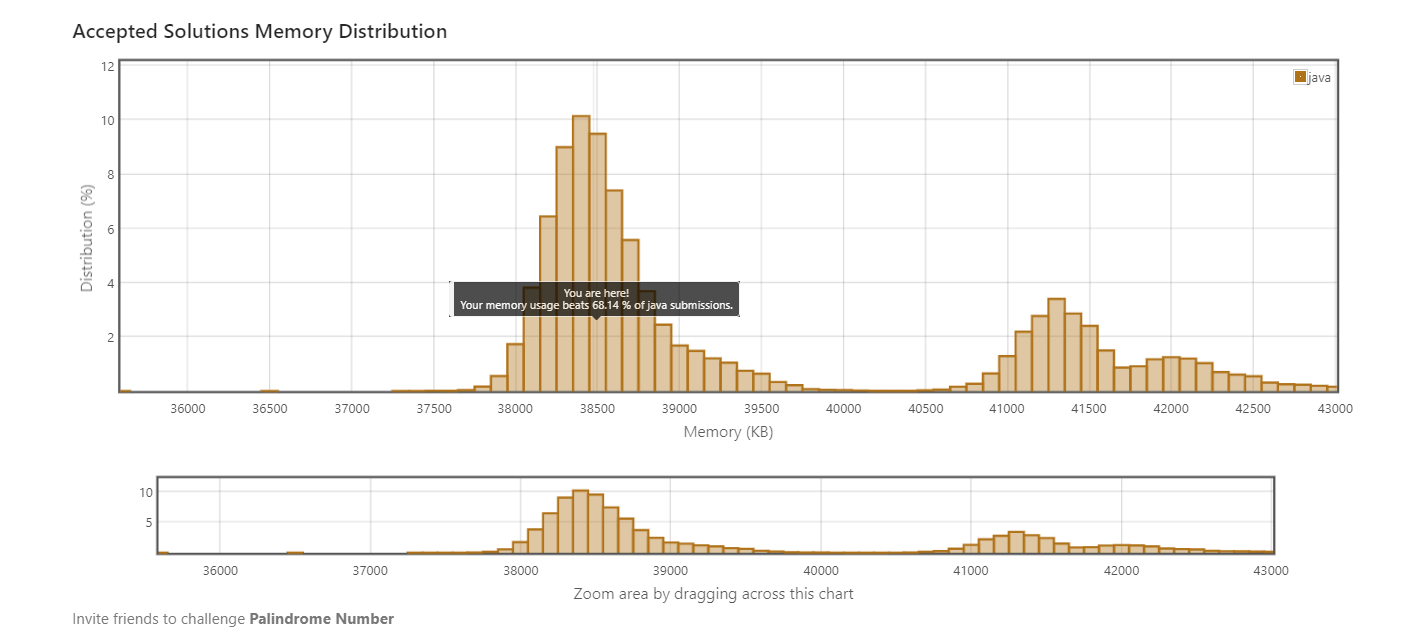 Accepted Solutions Memory Distribution
12
10
8
6
4
2
Distribution (%)
java
You are here!
Your memory usage beats 68.14 % of java submissions.
36000 36500 37000 37500 38000 38500 39000 39500 40000 40500 41000 41500 42000 42500 43000
Memory (KB)
10
5
36000 37000 38000 39000 40000 41000 42000 43000
Zoom area by dragging across this chart
Invite friends to challenge Palindrome Number